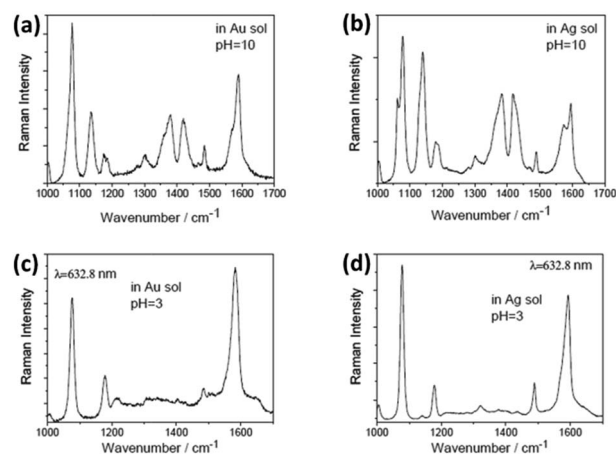 (a)
in Au sol
pH=10
Raman Intensity
1000 1100 1200 1300 1400 1500 1600 1700
Wavenumber / cm⁻¹
(b)
in Ag sol
pH=10
Raman Intensity
1000 1100 1200 1300 1400 1500 1600 1700
Wavenumber / cm⁻¹
(c)
λ=632.8 nm
in Au sol
pH=3
Raman Intensity
1000 1200 1400 1600
Wavenumber / cm⁻¹
(d)
λ=632.8 nm
in Ag sol
pH=3
Raman Intensity
1000 1200 1400 1600
Wavenumber / cm⁻¹